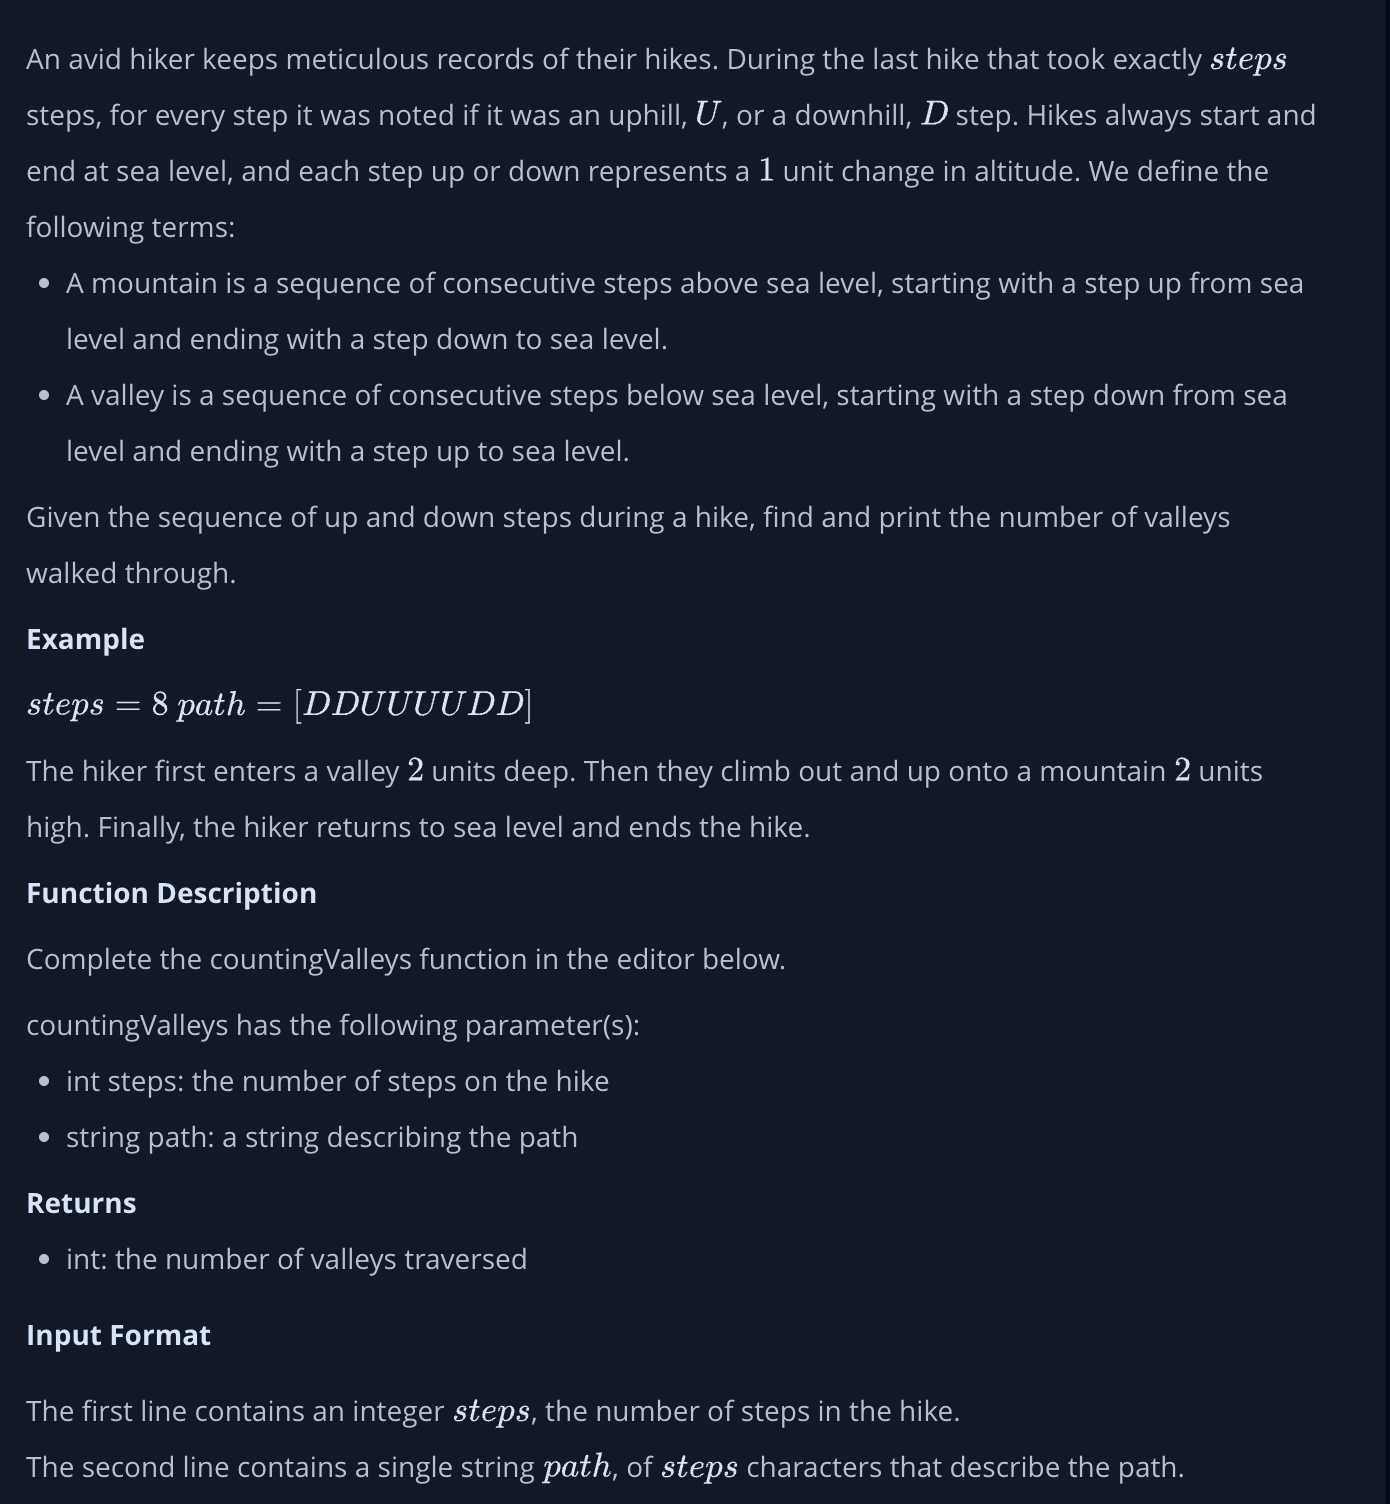 An avid hiker keeps meticulous records of their hikes. During the last hike that took exactly steps
steps, for every step it was noted if it was an uphill, U, or a downhill, D step. Hikes always start and
end at sea level, and each step up or down represents a 1 unit change in altitude. We define the
following terms:
• A mountain is a sequence of consecutive steps above sea level, starting with a step up from sea
level and ending with a step down to sea level.
• A valley is a sequence of consecutive steps below sea level, starting with a step down from sea
level and ending with a step up to sea level.
Given the sequence of up and down steps during a hike, find and print the number of valleys
walked through.
Example
steps = 8 path = [DDUUUUDD]
The hiker first enters a valley 2 units deep. Then they climb out and up onto a mountain 2 units
high. Finally, the hiker returns to sea level and ends the hike.
Function Description
Complete the countingValleys function in the editor below.
countingValleys has the following parameter(s):
• int steps: the number of steps on the hike
• string path: a string describing the path
Returns
• int: the number of valleys traversed
Input Format
The first line contains an integer steps, the number of steps in the hike.
The second line contains a single string path, of steps characters that describe the path.